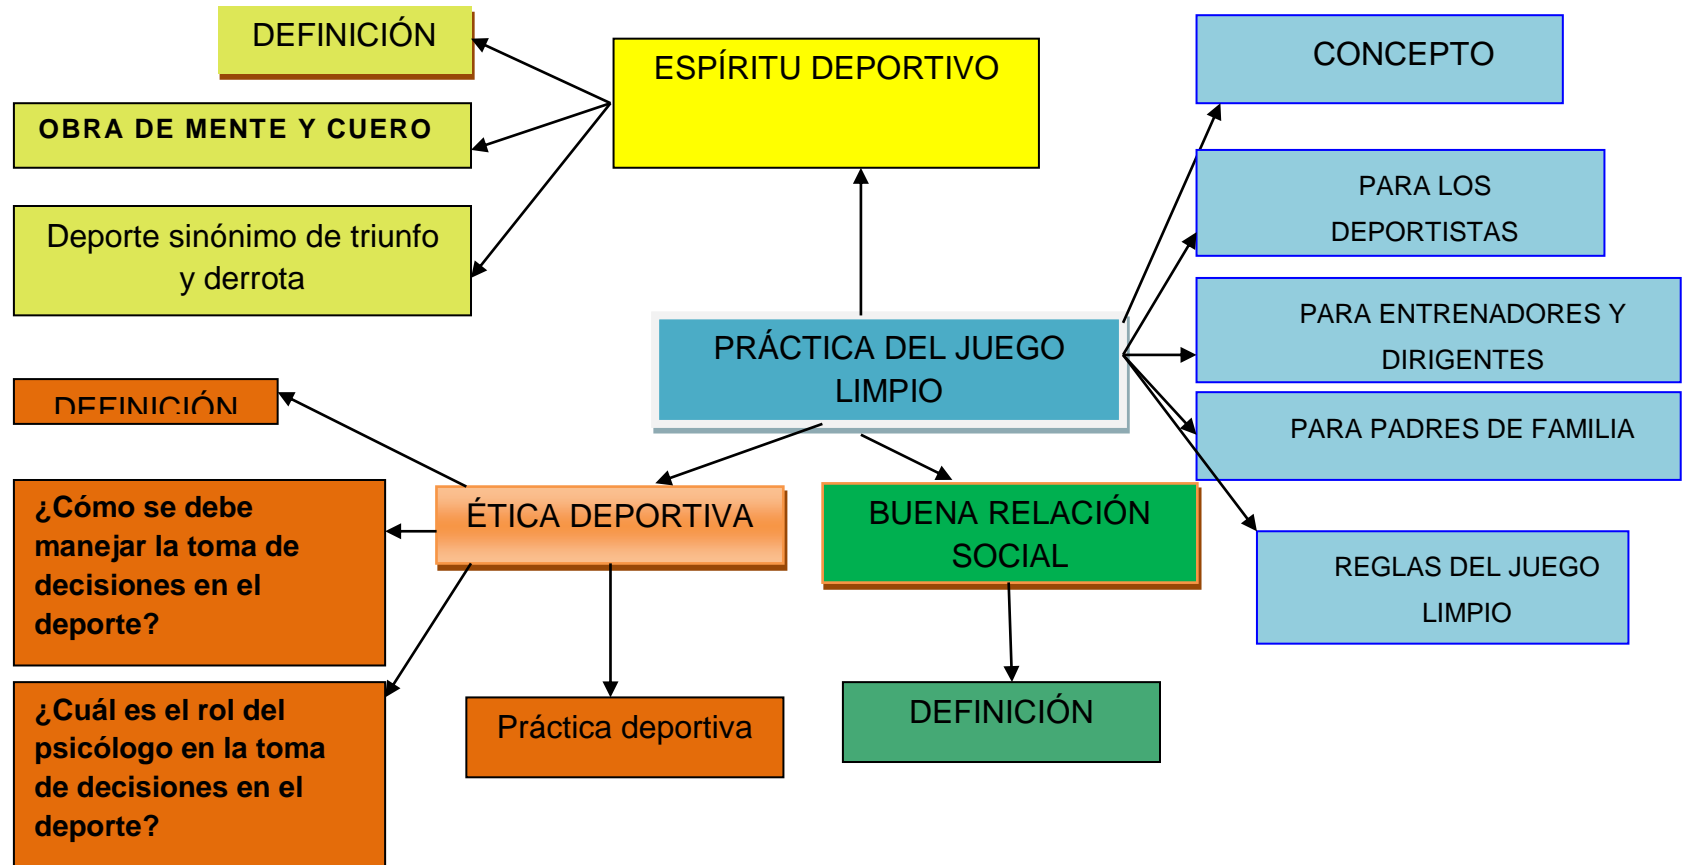 DEFINICIÓN
ESPÍRITU DEPORTIVO
CONCEPTO
OBRA DE MENTE Y CUERO
PARA LOS
DEPORTISTAS
Deporte sinónimo de triunfo
y derrota
PARA ENTRENADORES Y
DIRIGENTES
PRÁCTICA DEL JUEGO
LIMPIO
DEFINICIÓN
PARA PADRES DE FAMILIA
¿Cómo se debe
manejar la toma de
decisiones en el
deporte?
ÉTICA DEPORTIVA
BUENA RELACIÓN
SOCIAL
REGLAS DEL JUEGO
LIMPIO
¿Cuál es el rol del
psicólogo en la toma
de decisiones en el
deporte?
Práctica deportiva
DEFINICIÓN